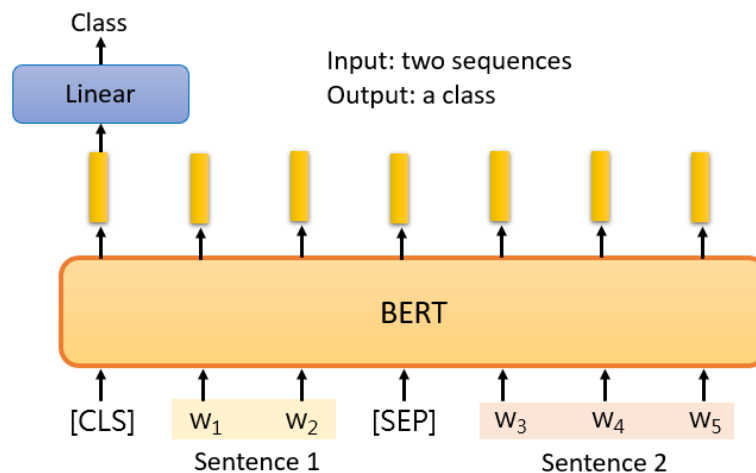 Class
Linear
Input: two sequences
Output: a class
BERT
[CLS] w₁ w₂ [SEP] w₃ w₄ w₅
Sentence 1 Sentence 2